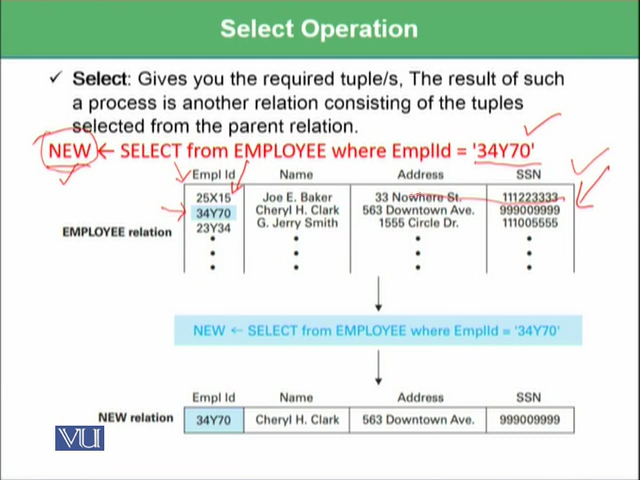 Select Operation
✓ Select: Gives you the required tuple/s, The result of such
a process is another relation consisting of the tuples
selected from the parent relation.
NEW ← SELECT from EMPLOYEE where EmplId = '34Y70'
Empl Id Name Address SSN
25X15 Joe E. Baker 33 Nowhere St. 111223333
34Y70 Cheryl H. Clark 563 Downtown Ave. 999009999
23Y34 G. Jerry Smith 1555 Circle Dr. 111005555
EMPLOYEE relation
NEW ← SELECT from EMPLOYEE where EmplId = '34Y70'
Empl Id Name Address SSN
NEW relation 34Y70 Cheryl H. Clark 563 Downtown Ave. 999009999
VU